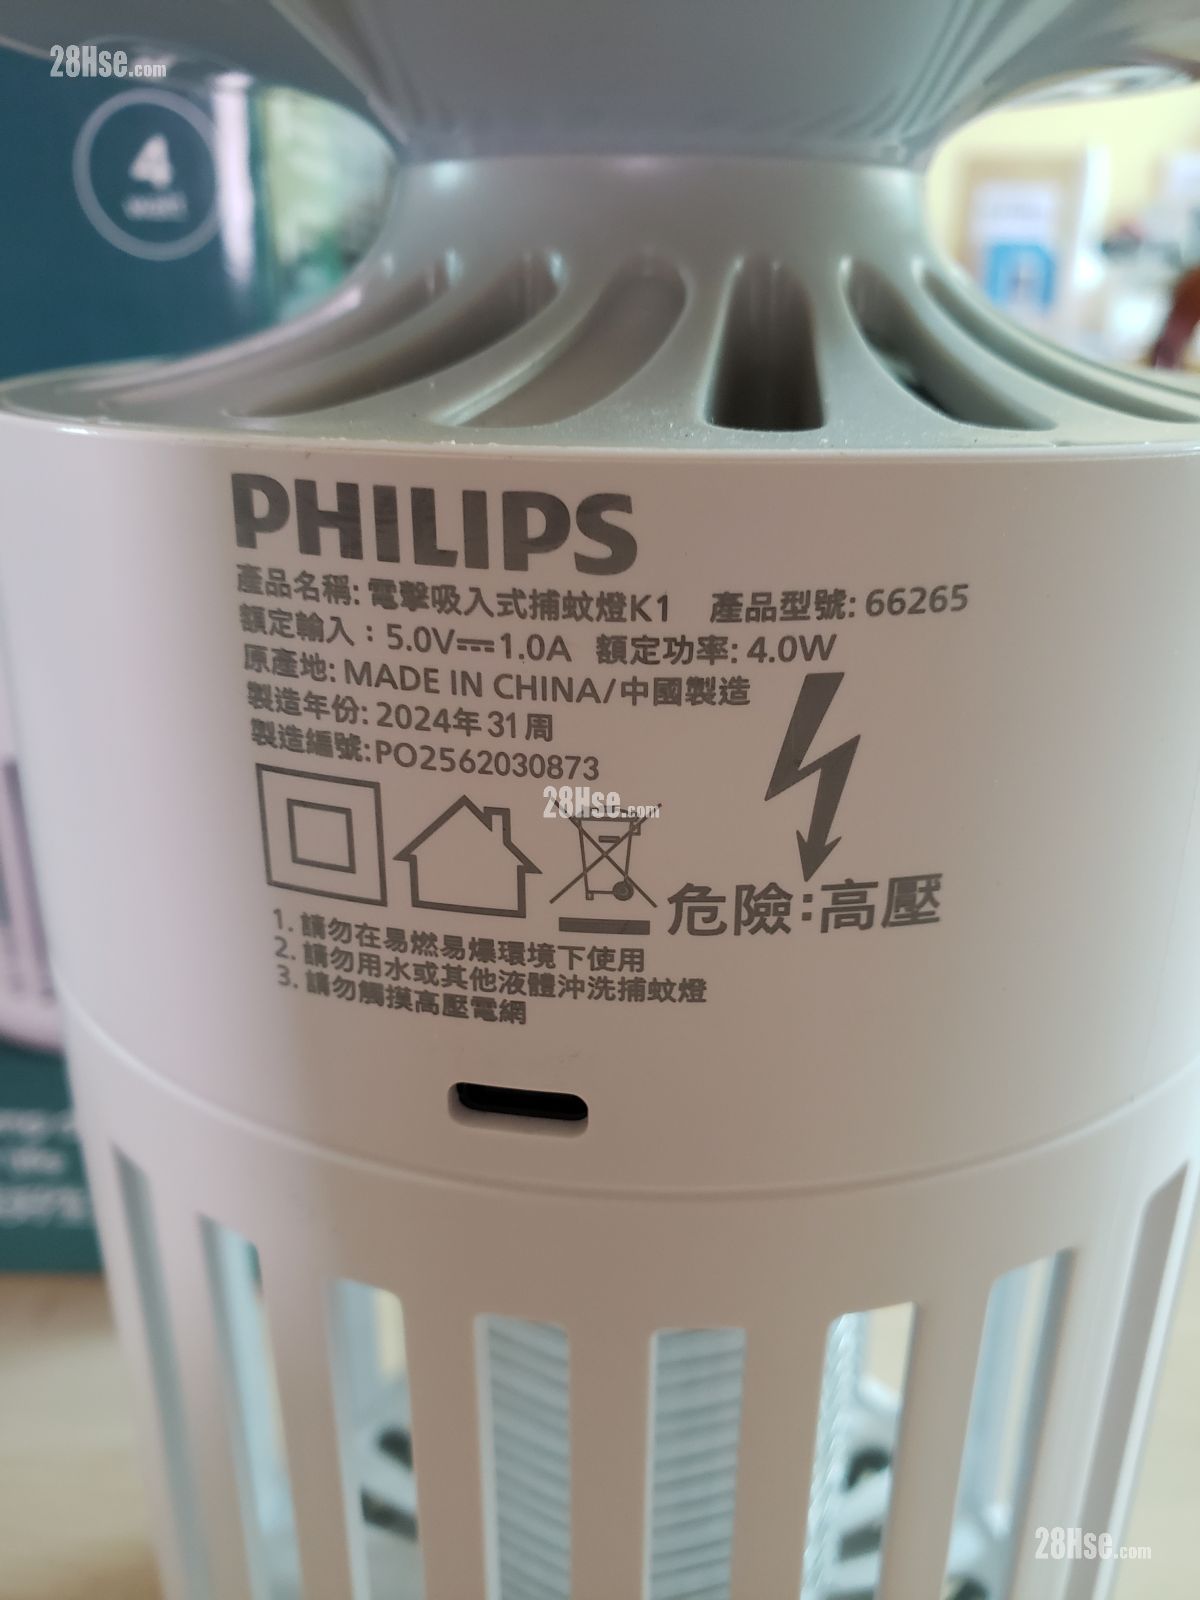 28Hse.com
4
watt
PHILIPS
產品名稱: 電擊吸入式捕蚊燈K1 產品型號: 66265
額定輸入：5.0V⎓1.0A 額定功率: 4.0W
原產地: MADE IN CHINA/中國製造
製造年份: 2024年31周
製造編號:PO2562030873
28Hse.com
危險:高壓
1. 請勿在易燃易爆環境下使用
2. 請勿用水或其他液體沖洗捕蚊燈
3. 請勿觸摸高壓電網
28Hse.com